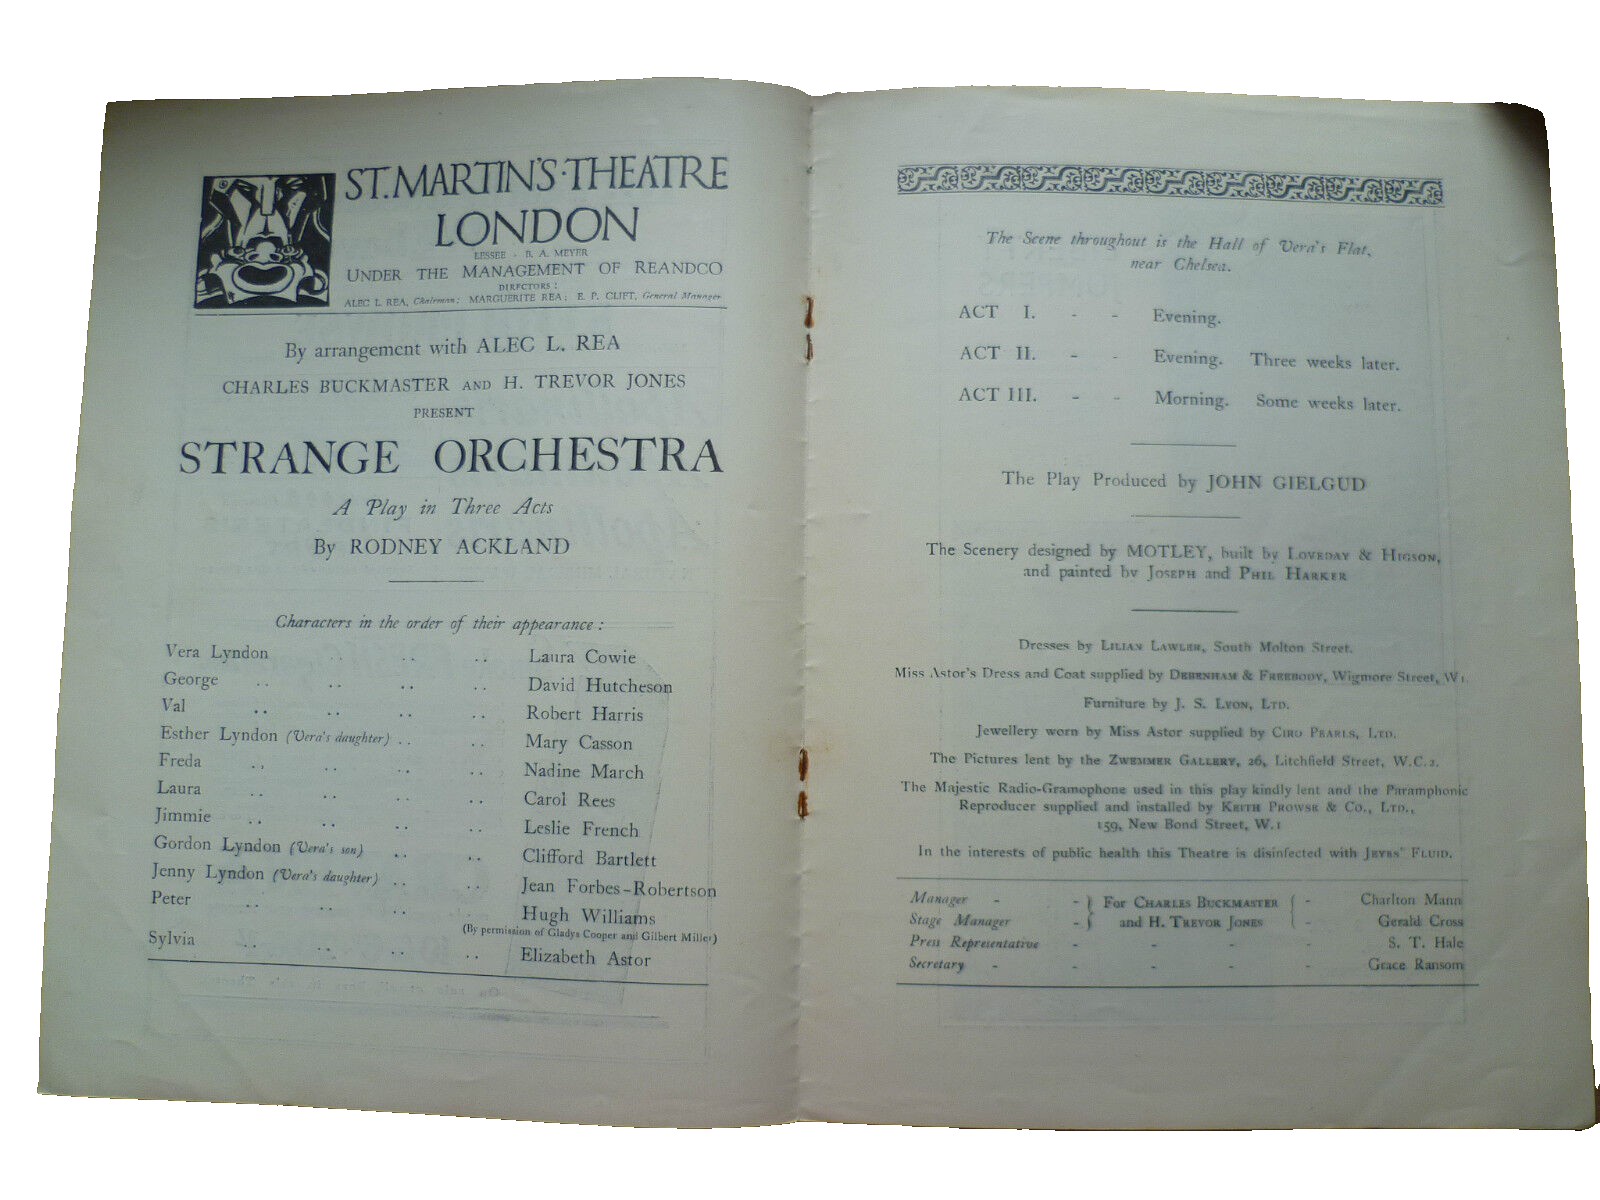 ST. MARTIN'S · THEATRE
LONDON
LESSEE - B. A. MEYER
UNDER THE MANAGEMENT OF REANDCO
DIRECTORS:
ALEC L. REA, Chairman; MARGUERITE REA; E. P. CLIFT, General Manager
By arrangement with ALEC L. REA
CHARLES BUCKMASTER AND H. TREVOR JONES
PRESENT
STRANGE ORCHESTRA
A Play in Three Acts
By RODNEY ACKLAND
Characters in the order of their appearance :
Vera Lyndon .. .. .. Laura Cowie
George .. .. .. .. David Hutcheson
Val .. .. .. .. Robert Harris
Esther Lyndon (Vera's daughter) .. .. Mary Casson
Freda .. .. .. .. Nadine March
Laura .. .. .. .. Carol Rees
Jimmie .. .. .. .. Leslie French
Gordon Lyndon (Vera's son) .. .. Clifford Bartlett
Jenny Lyndon (Vera's daughter) .. .. Jean Forbes-Robertson
Peter .. .. .. .. Hugh Williams
(By permission of Gladys Cooper and Gilbert Miller)
Sylvia .. .. .. .. Elizabeth Astor
The Scene throughout is the Hall of Vera's Flat,
near Chelsea.
ACT I. - - Evening.
ACT II. - - Evening. Three weeks later.
ACT III. - - Morning. Some weeks later.
The Play Produced by JOHN GIELGUD
The Scenery designed by MOTLEY, built by LOVEDAY & HIGSON,
and painted by JOSEPH and PHIL HARKER
Dresses by LILIAN LAWLER, South Molton Street.
Miss Astor's Dress and Coat supplied by DEBENHAM & FREEBODY, Wigmore Street, W1.
Furniture by J. S. LYON, LTD.
Jewellery worn by Miss Astor supplied by CIRO PEARLS, LTD.
The Pictures lent by the ZWEMMER GALLERY, 26, Litchfield Street, W.C.2.
The Majestic Radio-Gramophone used in this play kindly lent and the Paramphonic
Reproducer supplied and installed by KEITH PROWSE & CO., LTD.,
159, New Bond Street, W.1
In the interests of public health this Theatre is disinfected with JEYES' FLUID.
Manager - - } For CHARLES BUCKMASTER { - Charlton Mann
Stage Manager - } and H. TREVOR JONES { - Gerald Cross
Press Representative - - - - S. T. Hale
Secretary - - - - - Grace Ransom